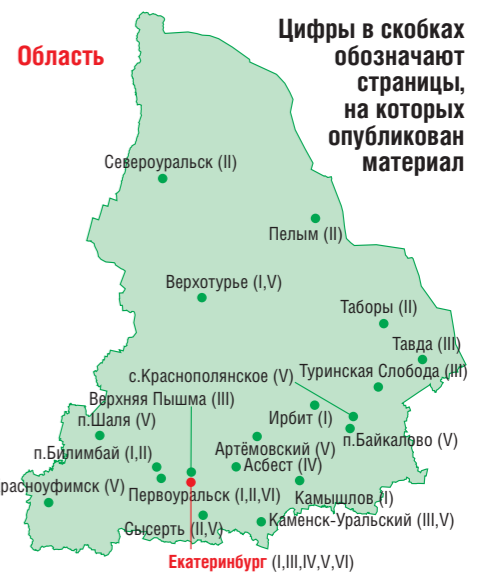 Цифры в скобках
Область
обозначают
страницы,
на которых
опубликован
материал
Североуральск (II)
Пелым (II)
Верхотурье (I,V)
Таборы (II)
Тавда (III)
Туринская Слобода (III)
с.Краснополянское (V)
Верхняя Пышма (III)
Ирбит (I)
п.Шаля (V)
п.Байкалово (V)
Артёмовский (V)
п.Билимбай (I,II)
Асбест (IV)
расноуфимск (V)
Первоуральск (I,II,VI)
Камышлов (I)
Каменск-Уральский (III,V)
Сысерть (II,V)
Екатеринбург (I,III,IV,V,VI)